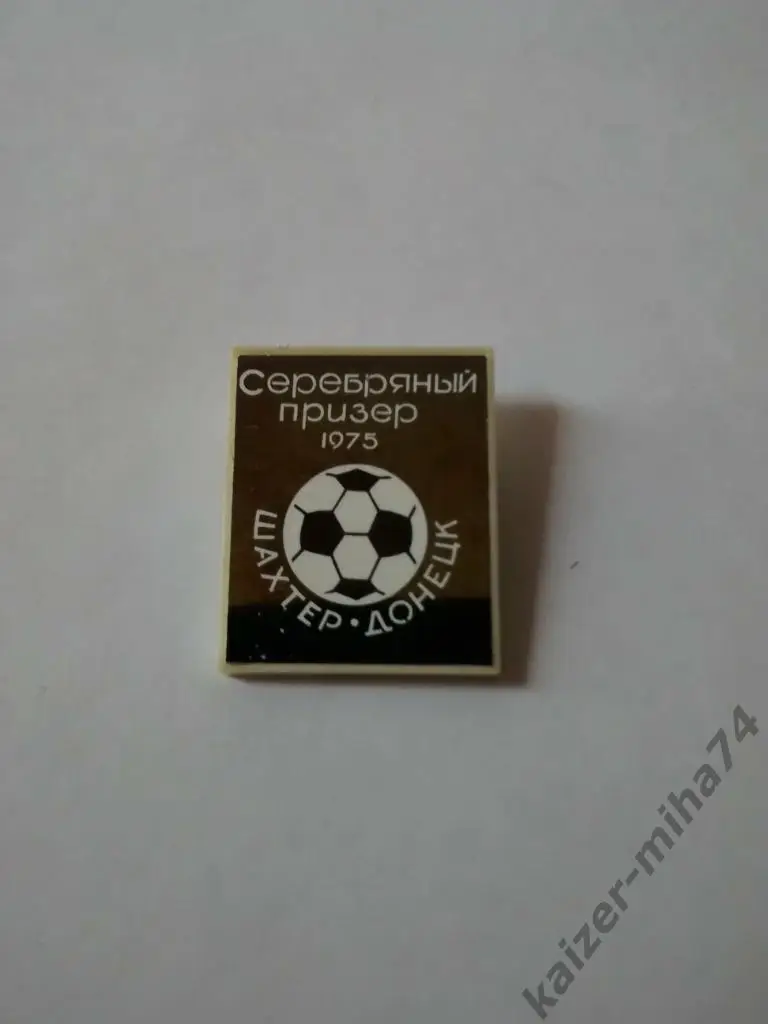 Серебряный
призер
1975
ШАХТЕР • ДОНЕЦК
kaizer-miha74